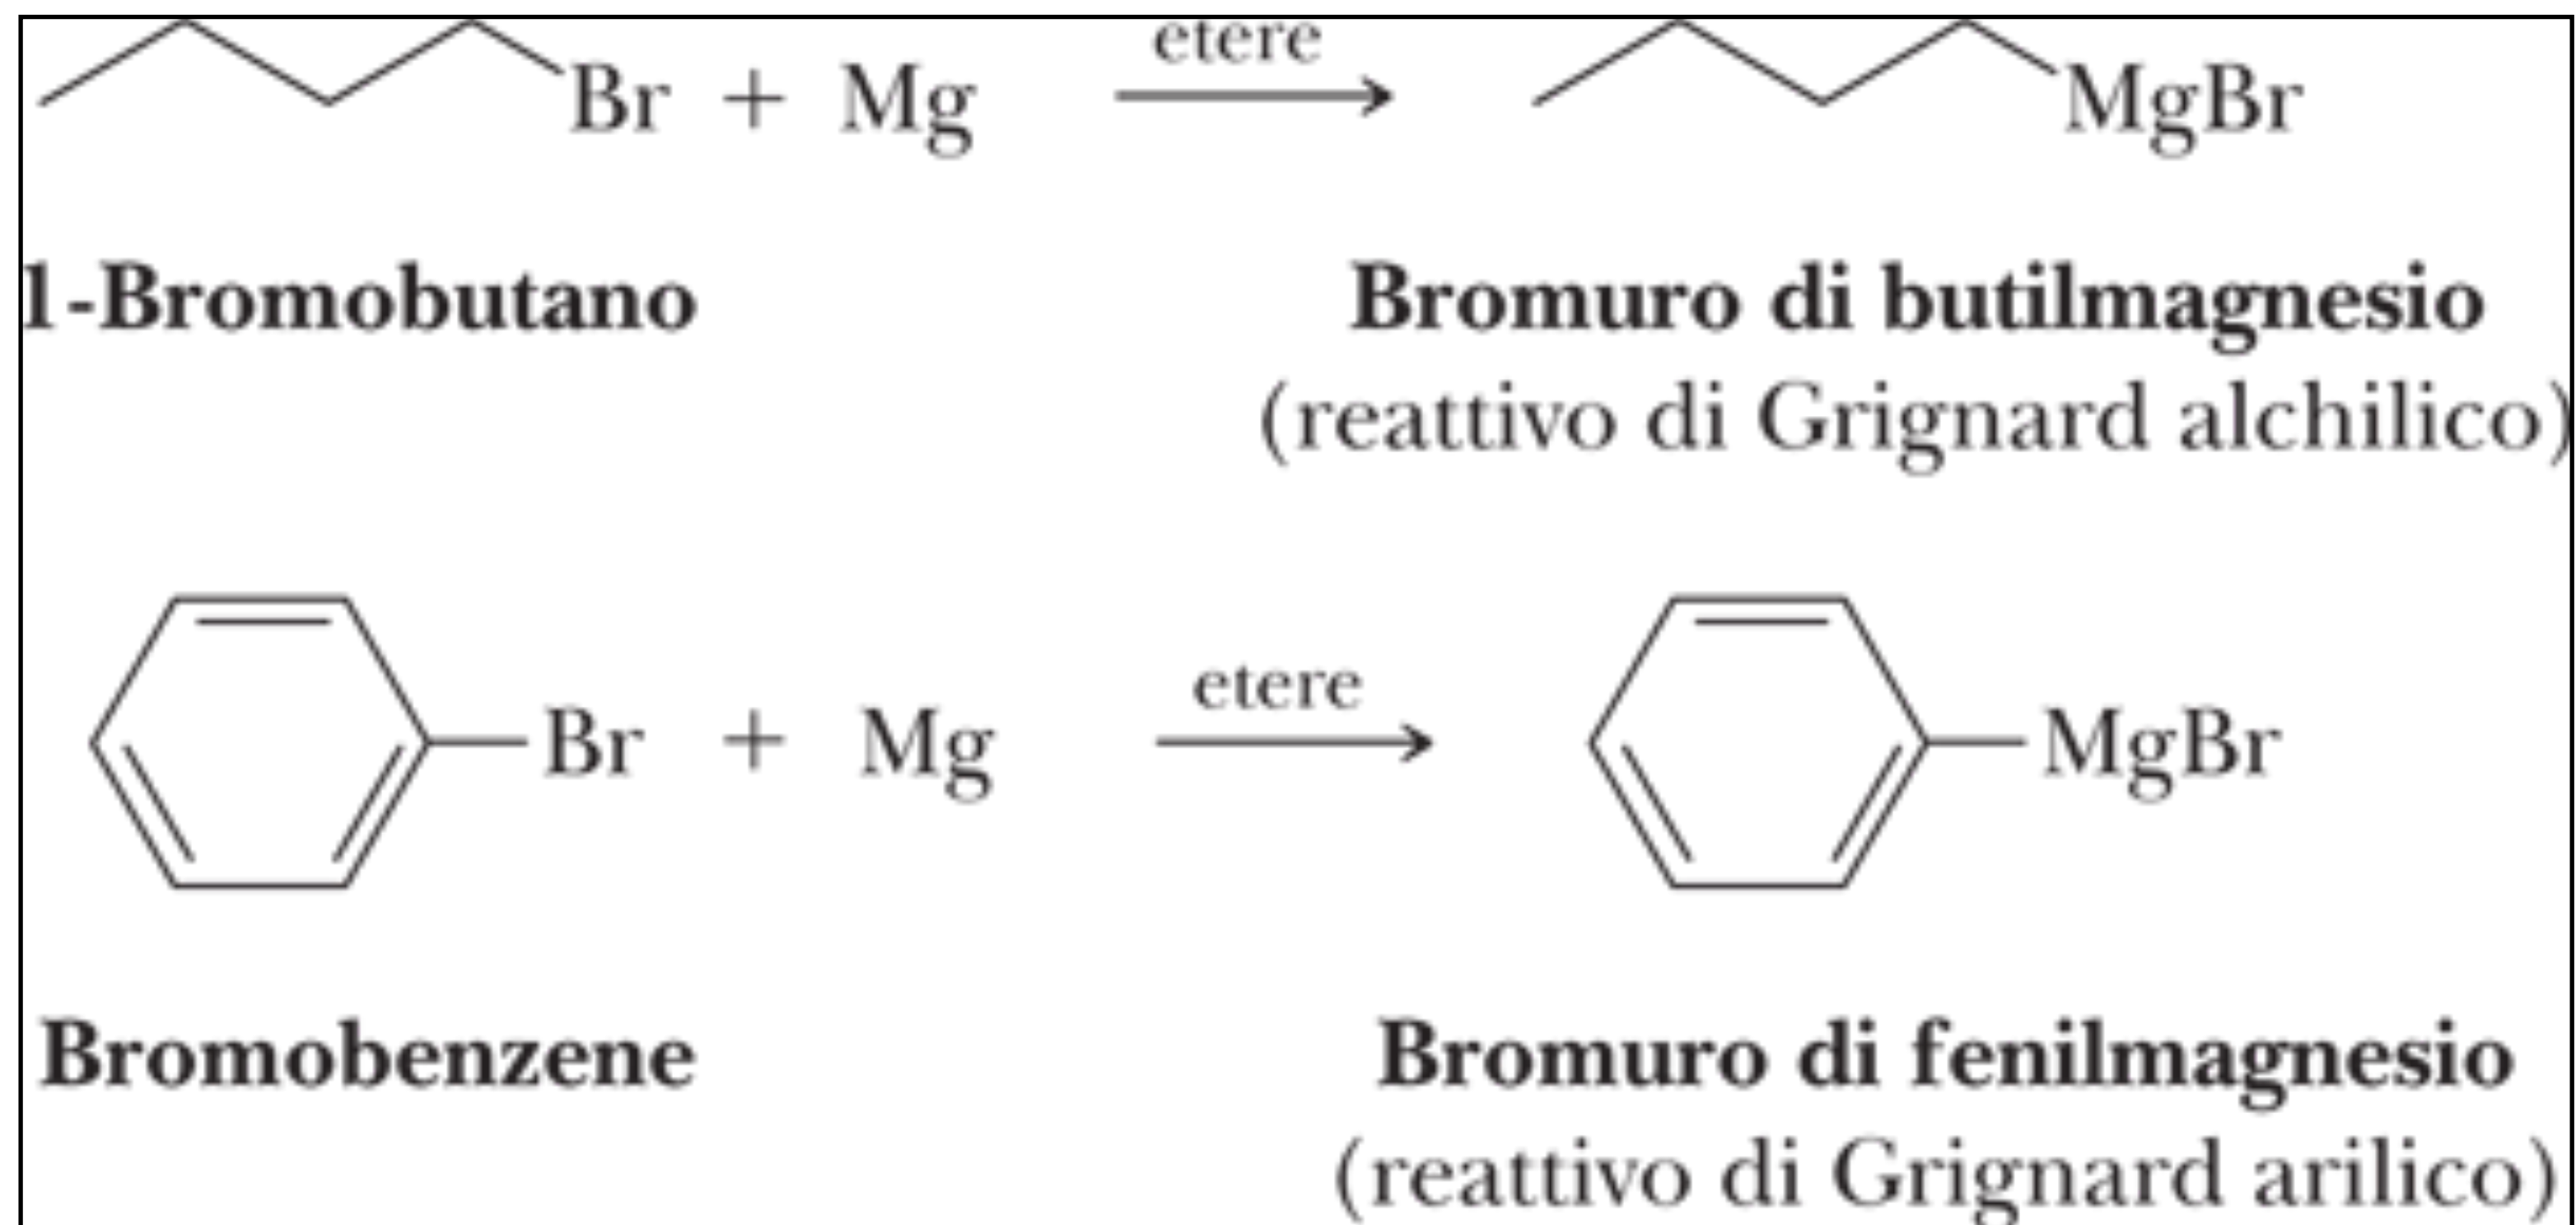 etere
Br + Mg
MgBr
1-Bromobutano
Bromuro di butilmagnesio
(reattivo di Grignard alchilico)
etere
Br + Mg
MgBr
Bromobenzene
Bromuro di fenilmagnesio
(reattivo di Grignard arilico)